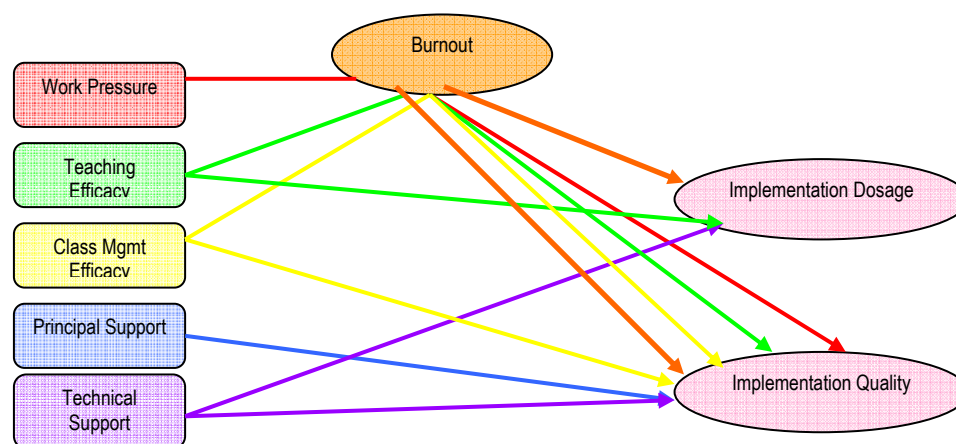 Burnout
Work Pressure
Teaching
Efficacy
Implementation Dosage
Class Mgmt
Efficacy
Principal Support
Implementation Quality
Technical
Support